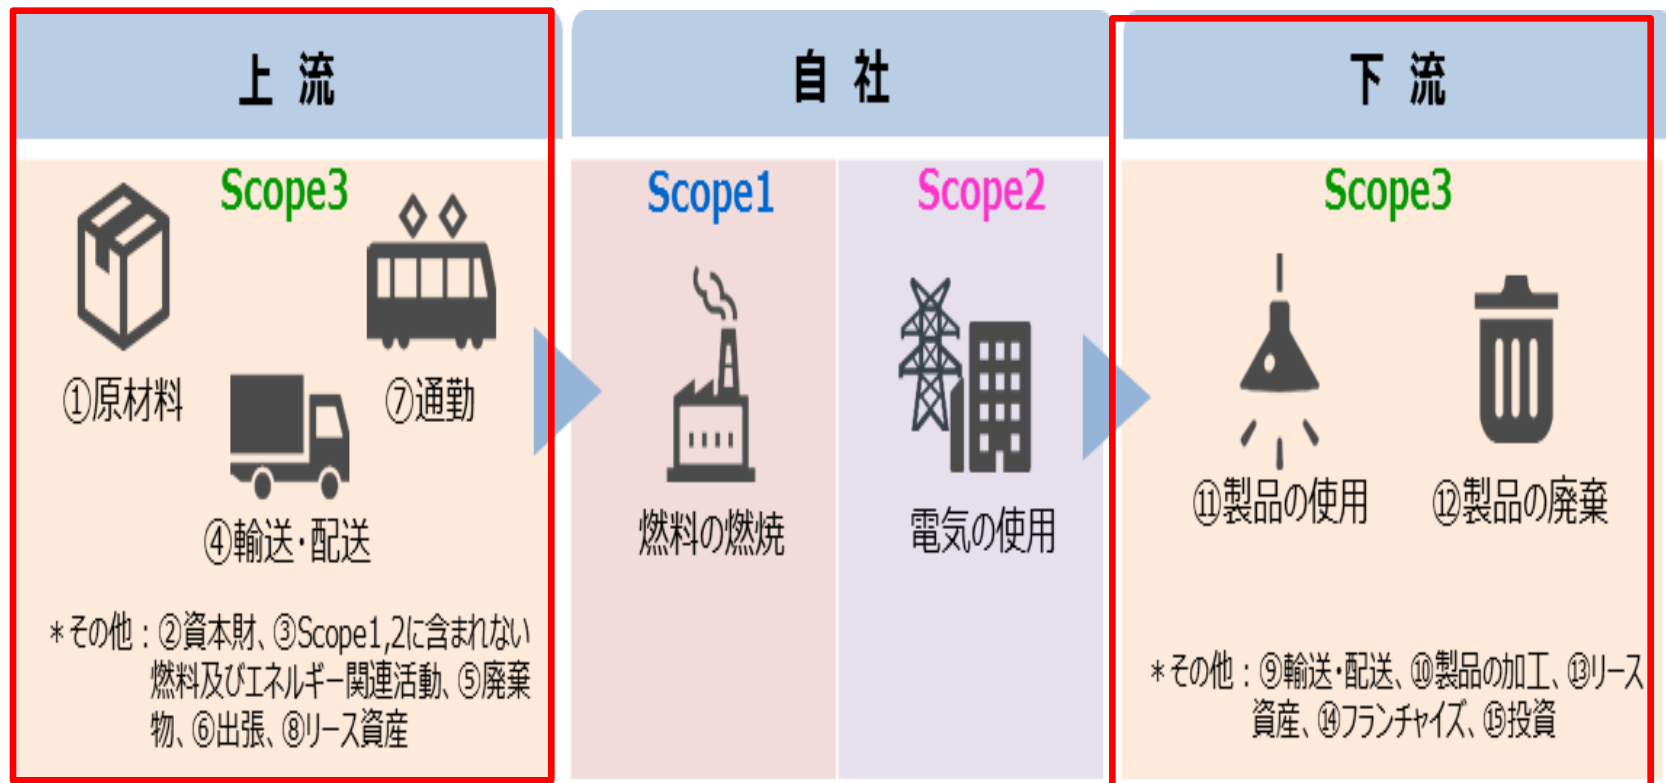 上 流
Scope3
①原材料
⑦通勤
④輸送・配送
＊その他：②資本財、③Scope1,2に含まれない
燃料及びエネルギー関連活動、⑤廃棄
物、⑥出張、⑧リース資産
自 社
Scope1
燃料の燃焼
Scope2
電気の使用
下 流
Scope3
⑪製品の使用
⑫製品の廃棄
＊その他：⑨輸送・配送、⑩製品の加工、⑬リース
資産、⑭フランチャイズ、⑮投資